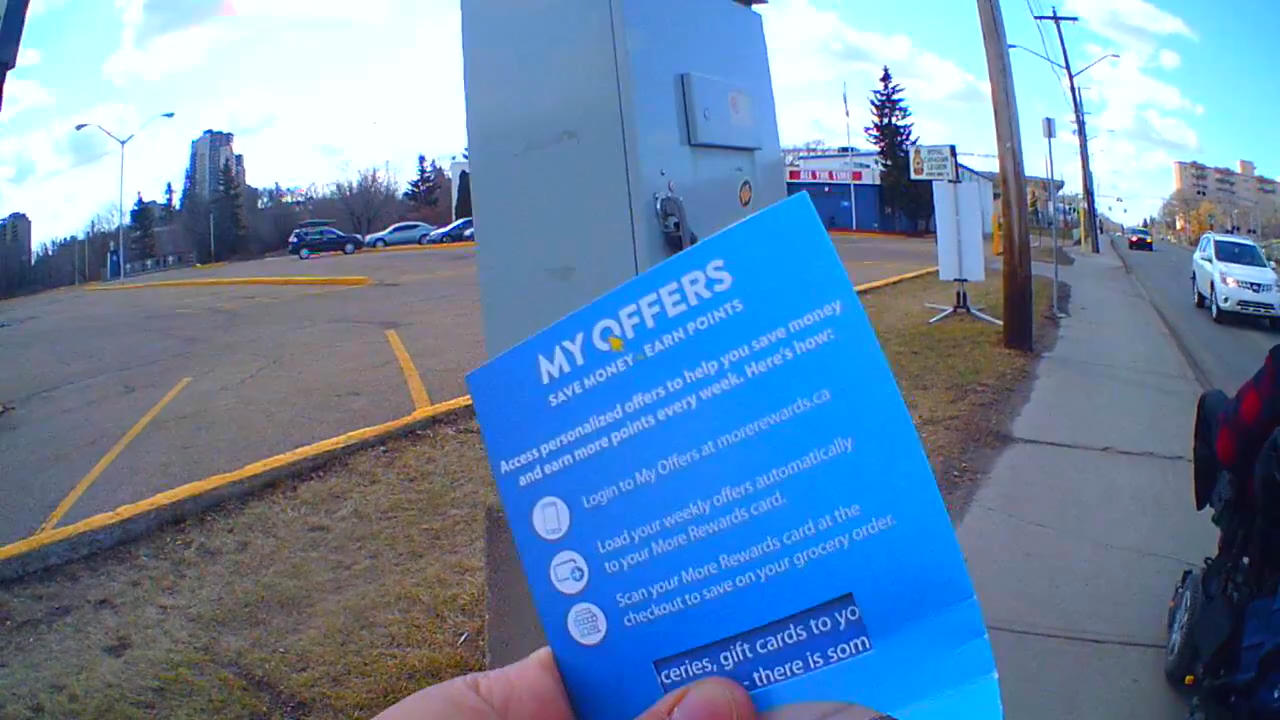 MY OFFERS
SAVE MONEY EARN POINTS
Access personalized offers to help you save money
and earn more points every week. Here's how:
Login to My Offers at morerewards.ca
Load your weekly offers automatically
to your More Rewards card.
Scan your More Rewards card at the
checkout to save on your grocery order.
ceries, gift cards to yo
- there is som
ALL THE TIME
ROYAL
CANADIAN
LEGION